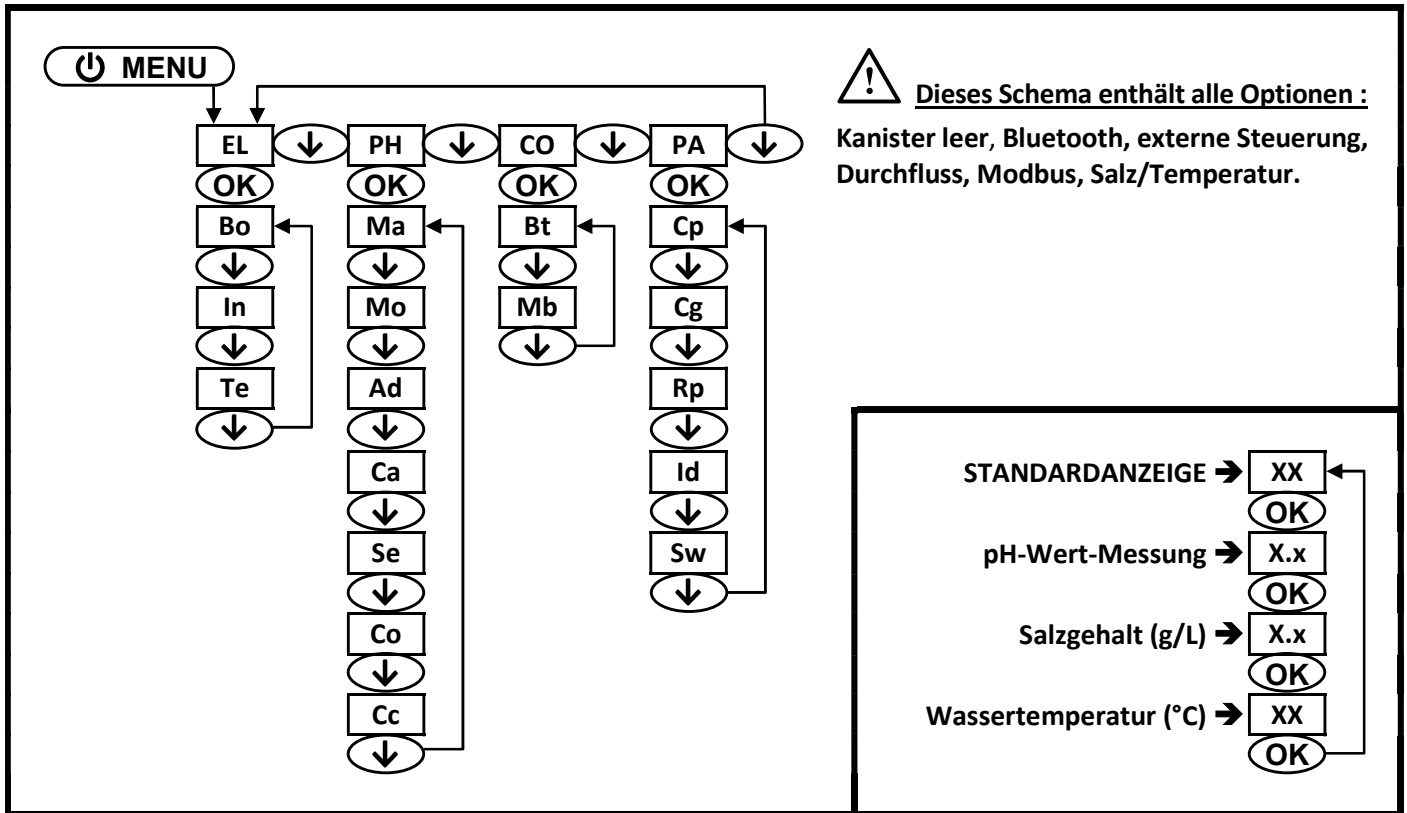 MENU
Dieses Schema enthält alle Optionen :
Kanister leer, Bluetooth, externe Steuerung,
Durchfluss, Modbus, Salz/Temperatur.
EL PH CO PA
OK OK OK OK
Bo Ma Bt Cp
In Mo Mb Cg
Te Ad Rp
Ca Id
Se Sw
Co
Cc
STANDARDANZEIGE ➔ XX
OK
pH-Wert-Messung ➔ X.x
OK
Salzgehalt (g/L) ➔ X.x
OK
Wassertemperatur (°C) ➔ XX
OK